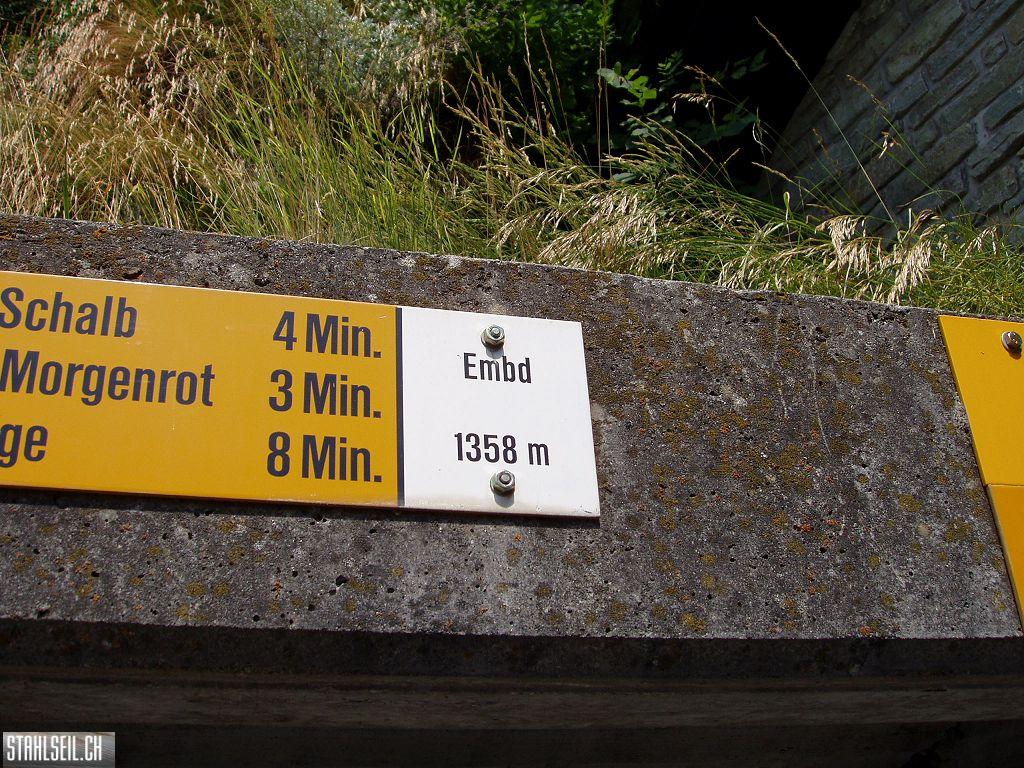 Schalb 4 Min.
Morgenrot 3 Min.
ge 8 Min.
Embd
1358 m
STAHLSEIL.CH